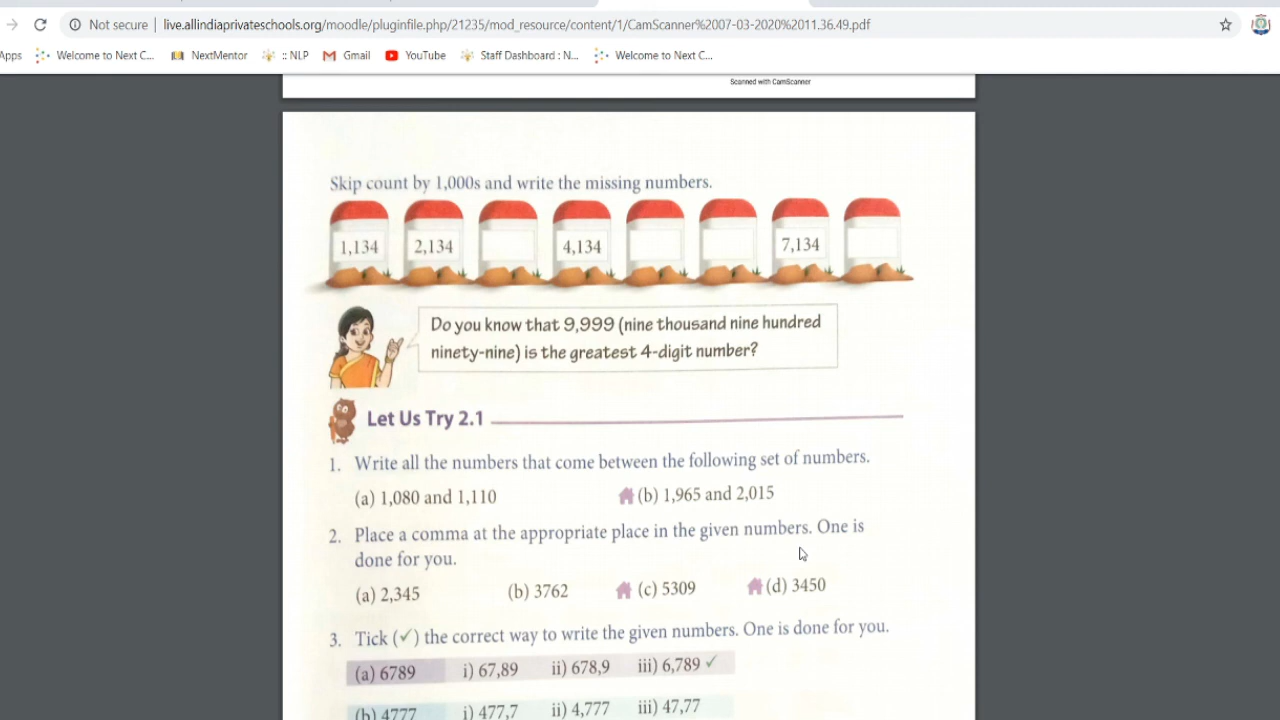 Not secure | live.allindiaprivateschools.org/moodle/pluginfile.php/21235/mod_resource/content/1/CamScanner%2007-03-2020%2011.36.49.pdf
Apps Welcome to Next C... NextMentor :: NLP Gmail YouTube Staff Dashboard : N... Welcome to Next C...
Scanned with CamScanner
Skip count by 1,000s and write the missing numbers.
1,134 2,134 4,134 7,134
Do you know that 9,999 (nine thousand nine hundred
ninety-nine) is the greatest 4-digit number?
Let Us Try 2.1
1. Write all the numbers that come between the following set of numbers.
(a) 1,080 and 1,110 (b) 1,965 and 2,015
2. Place a comma at the appropriate place in the given numbers. One is
done for you.
(a) 2,345 (b) 3762 (c) 5309 (d) 3450
3. Tick (✓) the correct way to write the given numbers. One is done for you.
(a) 6789 i) 67,89 ii) 678,9 iii) 6,789 ✓
(b) 4777 i) 477,7 ii) 4,777 iii) 47,77